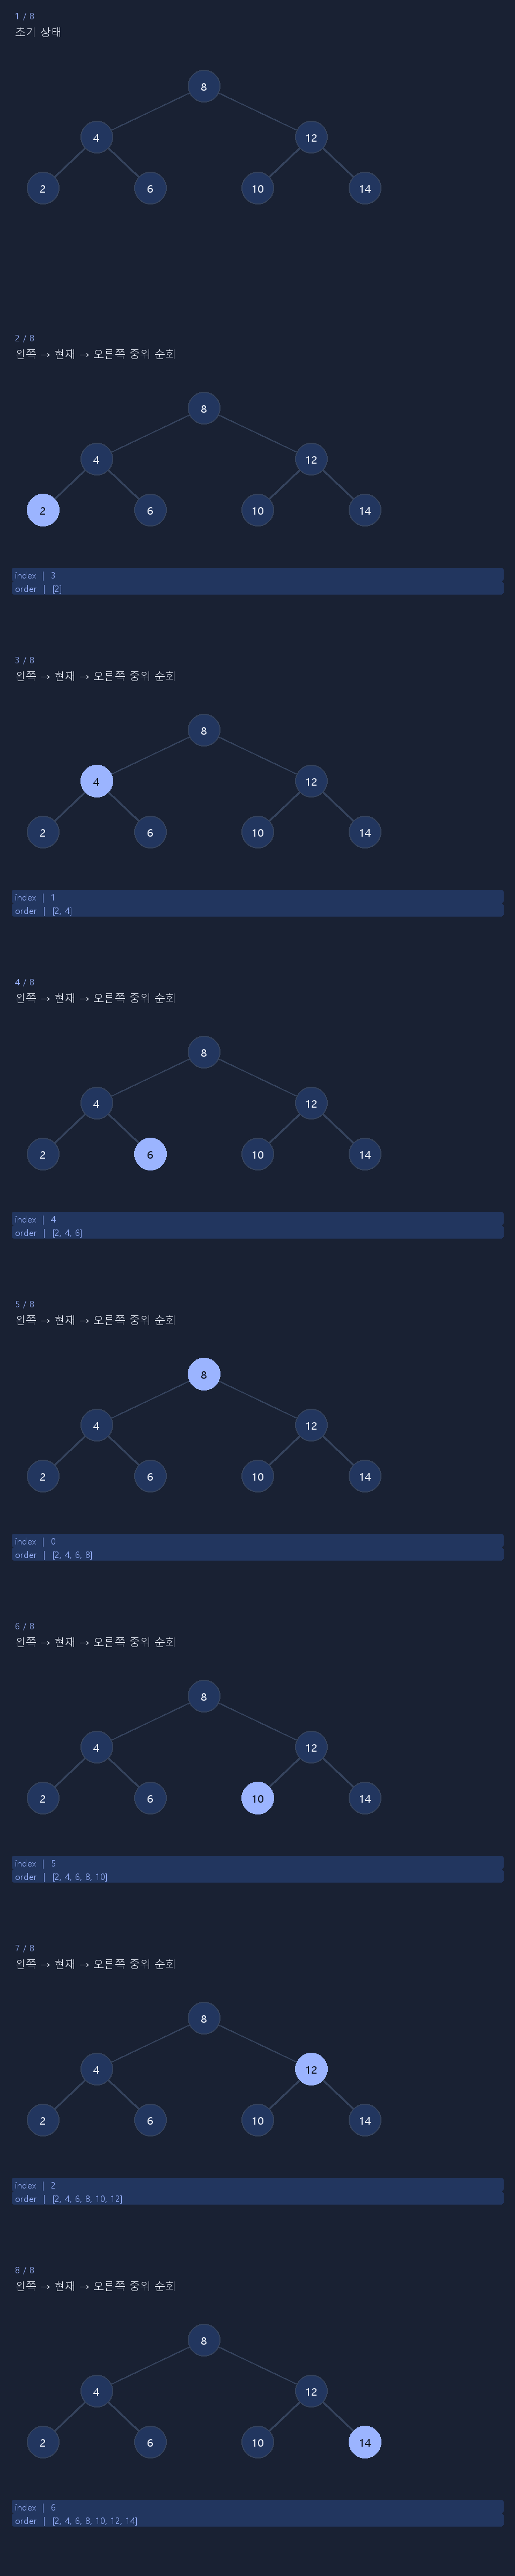 1 / 8
초기 상태
8
4 12
2 6 10 14
2 / 8
왼쪽 → 현재 → 오른쪽 중위 순회
8
4 12
2 6 10 14
index | 3
order | [2]
3 / 8
왼쪽 → 현재 → 오른쪽 중위 순회
8
4 12
2 6 10 14
index | 1
order | [2, 4]
4 / 8
왼쪽 → 현재 → 오른쪽 중위 순회
8
4 12
2 6 10 14
index | 4
order | [2, 4, 6]
5 / 8
왼쪽 → 현재 → 오른쪽 중위 순회
8
4 12
2 6 10 14
index | 0
order | [2, 4, 6, 8]
6 / 8
왼쪽 → 현재 → 오른쪽 중위 순회
8
4 12
2 6 10 14
index | 5
order | [2, 4, 6, 8, 10]
7 / 8
왼쪽 → 현재 → 오른쪽 중위 순회
8
4 12
2 6 10 14
index | 2
order | [2, 4, 6, 8, 10, 12]
8 / 8
왼쪽 → 현재 → 오른쪽 중위 순회
8
4 12
2 6 10 14
index | 6
order | [2, 4, 6, 8, 10, 12, 14]